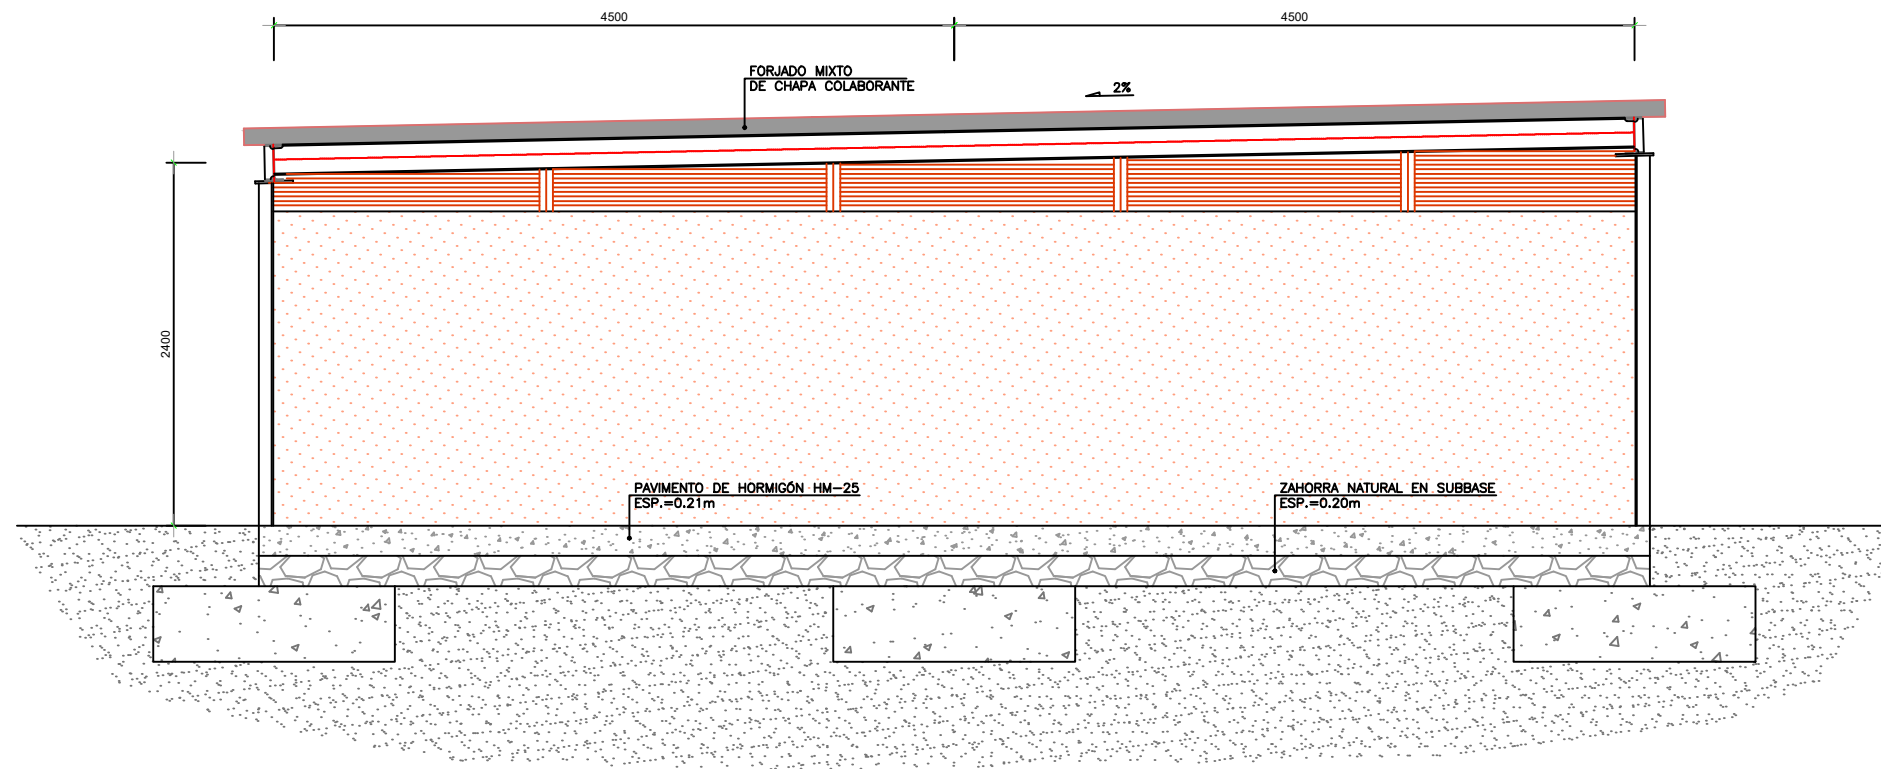 4500
4500
FORJADO MIXTO
DE CHAPA COLABORANTE
2%
2400
PAVIMENTO DE HORMIGÓN HM-25
ESP.=0.21m
ZAHORRA NATURAL EN SUBBASE
ESP.=0.20m